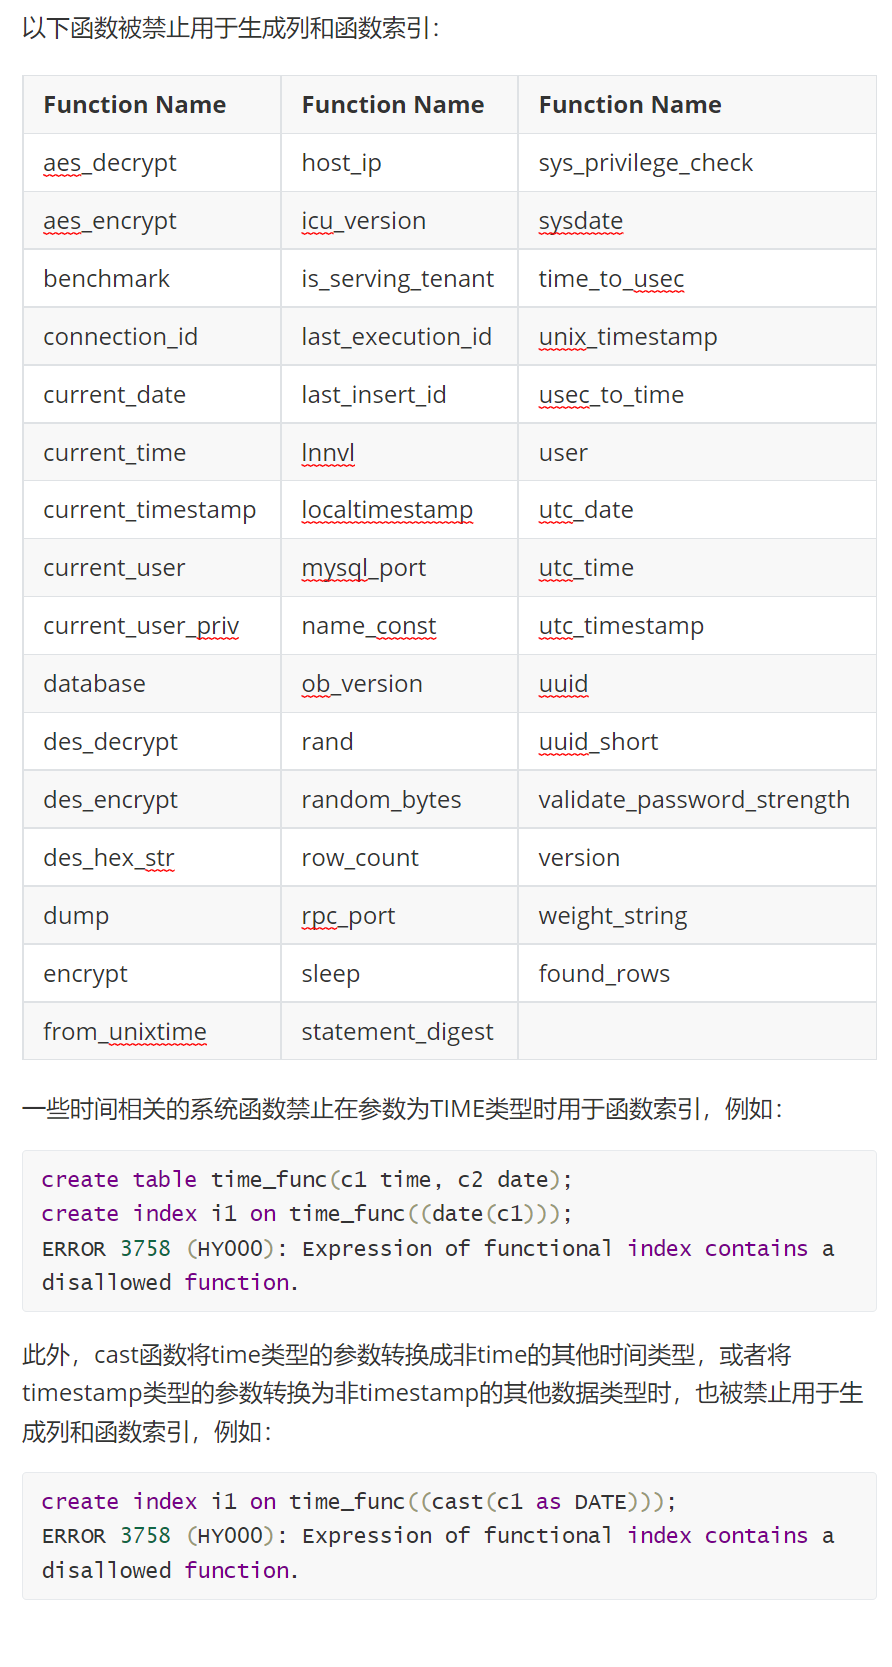 以下函数被禁止用于生成列和函数索引：
Function Name Function Name Function Name
aes_decrypt host_ip sys_privilege_check
aes_encrypt icu_version sysdate
benchmark is_serving_tenant time_to_usec
connection_id last_execution_id unix_timestamp
current_date last_insert_id usec_to_time
current_time lnnvl user
current_timestamp localtimestamp utc_date
current_user mysql_port utc_time
current_user_priv name_const utc_timestamp
database ob_version uuid
des_decrypt rand uuid_short
des_encrypt random_bytes validate_password_strength
des_hex_str row_count version
dump rpc_port weight_string
encrypt sleep found_rows
from_unixtime statement_digest
一些时间相关的系统函数禁止在参数为TIME类型时用于函数索引，例如：
create table time_func(c1 time, c2 date);
create index i1 on time_func((date(c1)));
ERROR 3758 (HY000): Expression of functional index contains a
disallowed function.
此外，cast函数将time类型的参数转换成非time的其他时间类型，或者将
timestamp类型的参数转换为非timestamp的其他数据类型时，也被禁止用于生
成列和函数索引，例如：
create index i1 on time_func((cast(c1 as DATE)));
ERROR 3758 (HY000): Expression of functional index contains a
disallowed function.